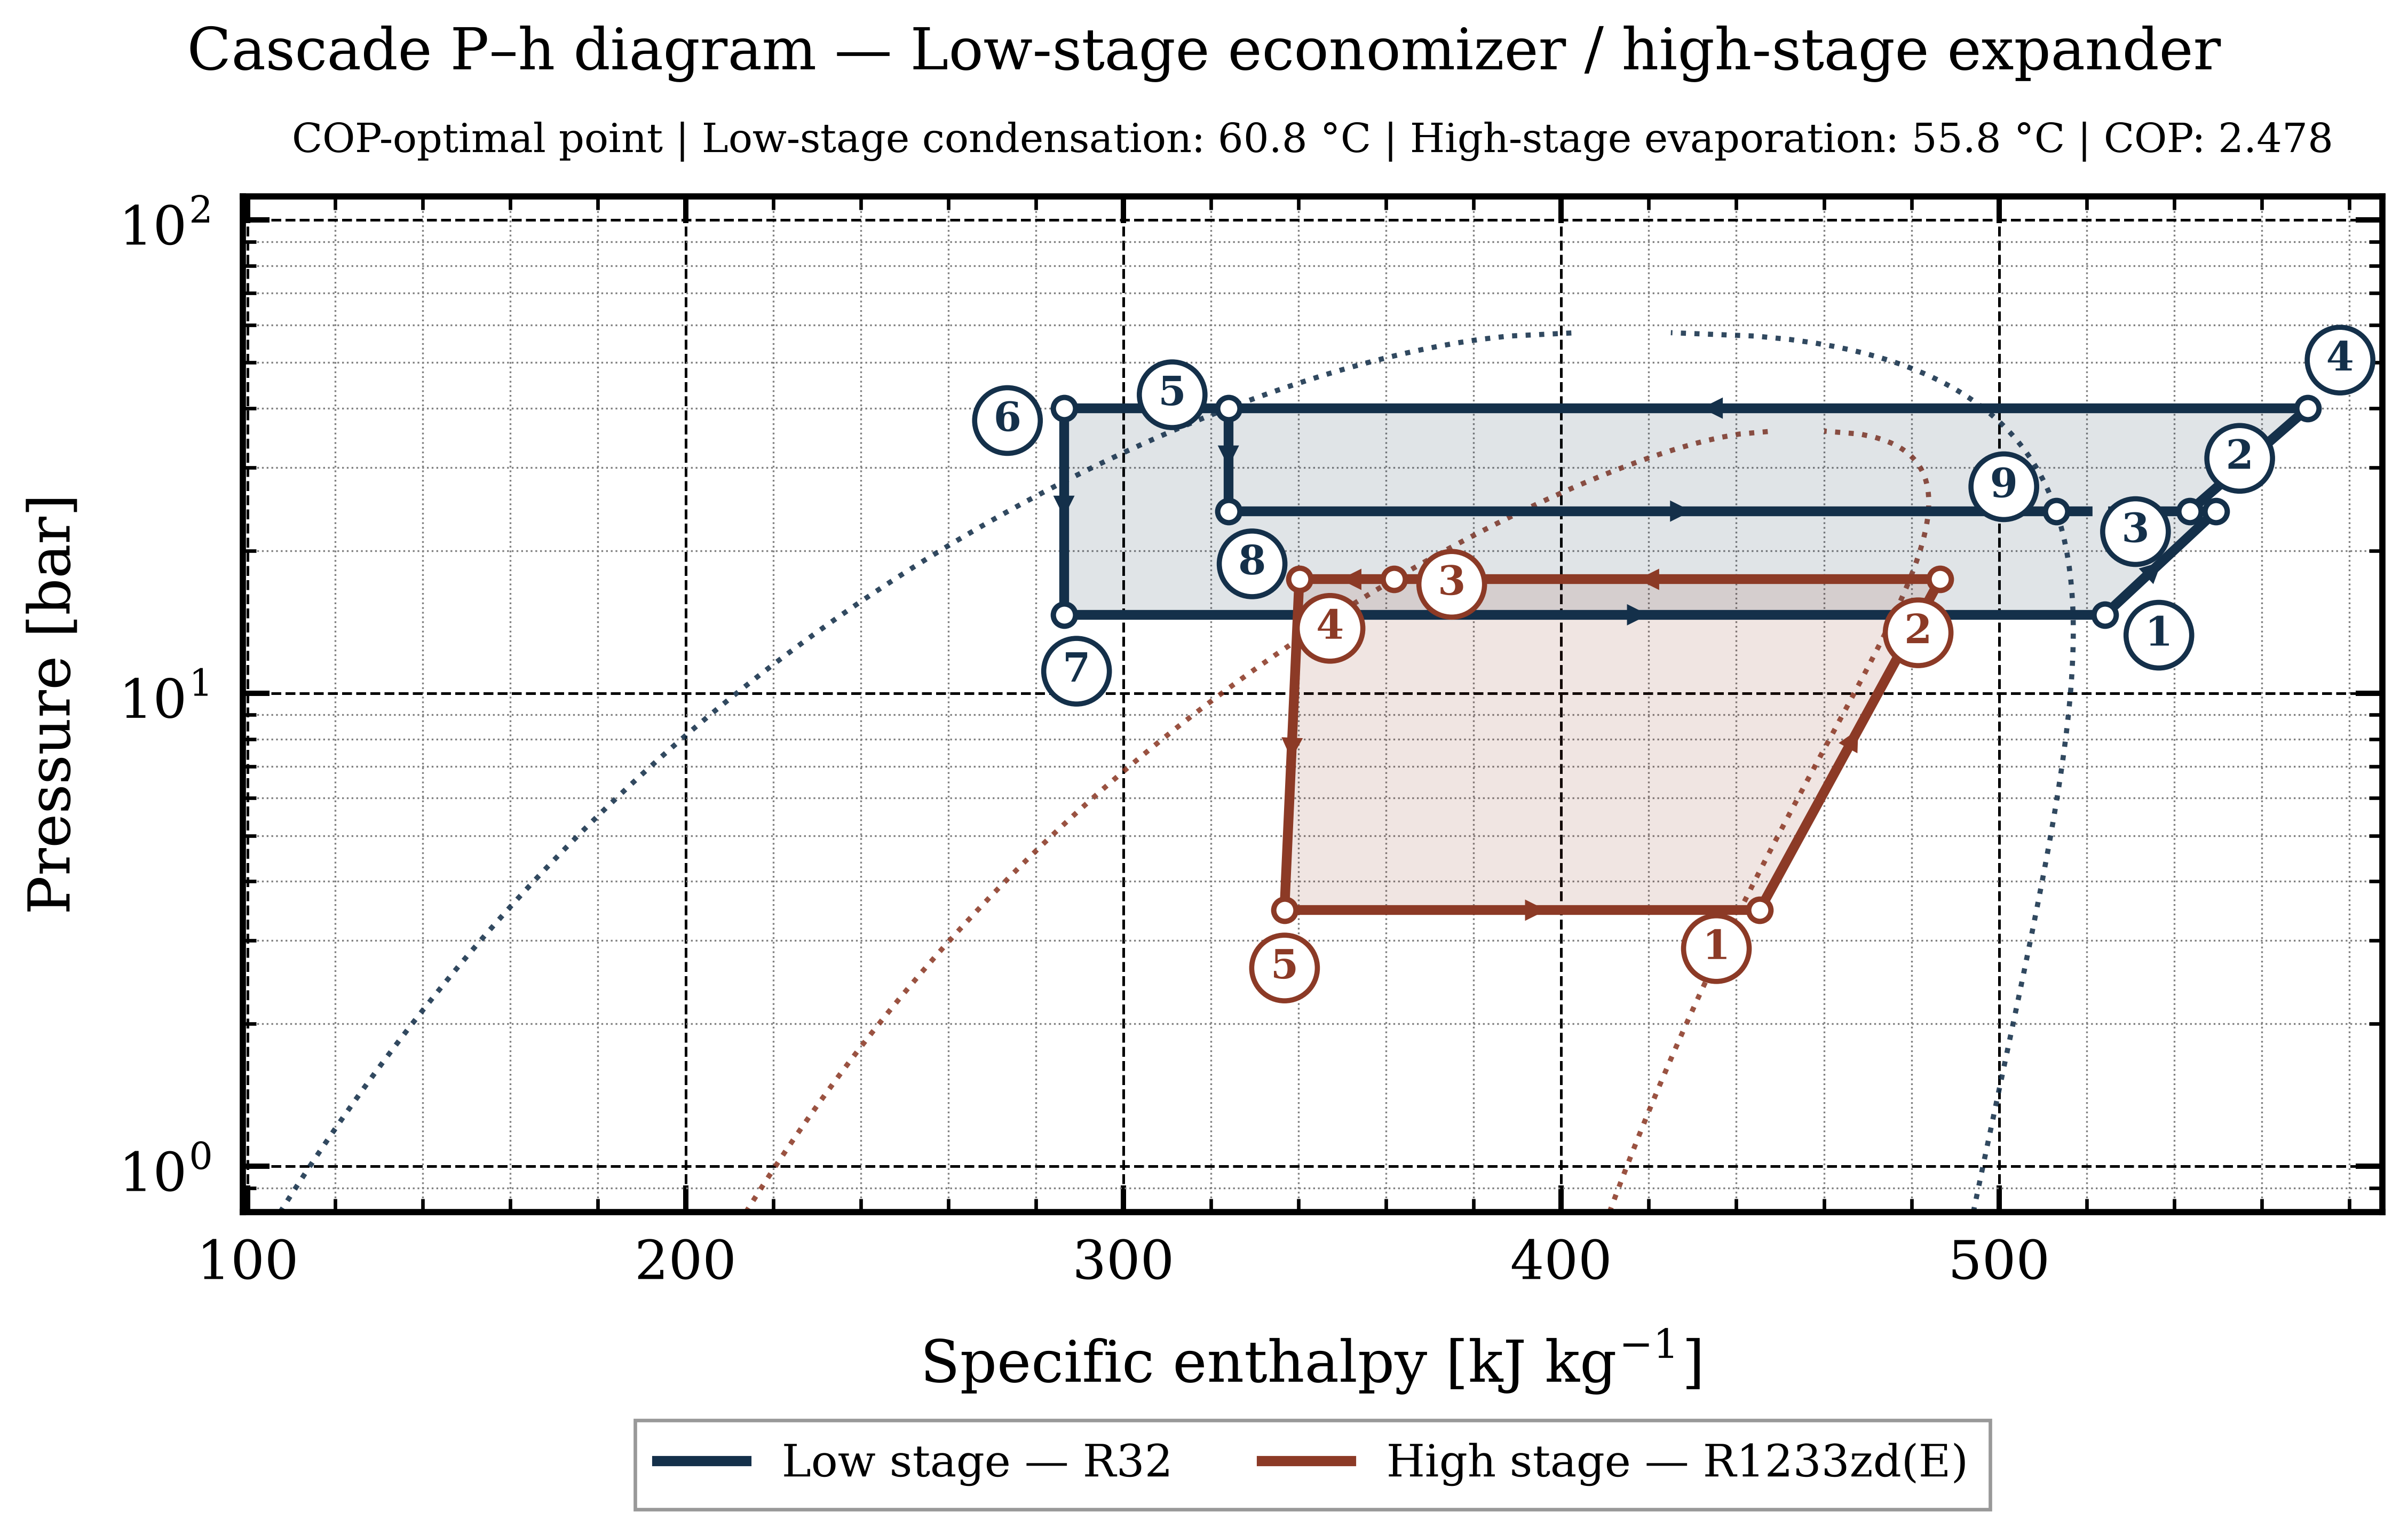 Cascade P–h diagram — Low-stage economizer / high-stage expander
COP-optimal point | Low-stage condensation: 60.8 °C | High-stage evaporation: 55.8 °C | COP: 2.478
Pressure [bar]
10²
10¹
10⁰
4
5
6
2
9
3
8
3
4
2
1
7
1
5
100 200 300 400 500
Specific enthalpy [kJ kg⁻¹]
Low stage — R32
High stage — R1233zd(E)